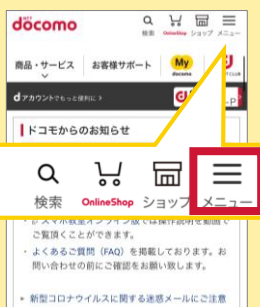 NTT
döcomo
検索 OnlineShop ショップ メニュー
商品・サービス お客様サポート My
docomo
dアカウントでもっと便利に >
ドコモからのお知らせ
検索 OnlineShop ショップ メニュー
ご覧頂くことができます。
・よくあるご質問(FAQ)を掲載しております。お
問い合わせの前にご確認をお願い致します。
新型コロナウイルスに関する迷惑メールにご注意